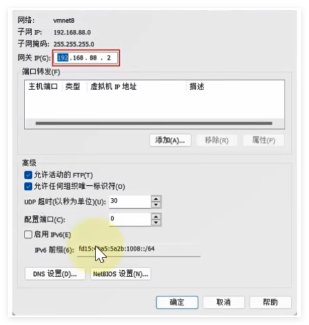 网络: vmnet8
子网 IP: 192.168.88.0
子网掩码: 255.255.255.0
网关 IP(G): 192 .168 . 88 . 2
端口转发(F)
主机端口 类型 虚拟机 IP 地址 描述
添加(A)... 移除(R) 属性(P)
高级
允许活动的 FTP(T)
允许任何组织唯一标识符(O)
UDP 超时(以秒为单位)(U): 30
配置端口(C): 0
启用 IPv6(E)
IPv6 前缀(6): fd15: :5a2b:1008::/64
DNS 设置(D)... NetBIOS 设置(N)...
确定 取消 帮助